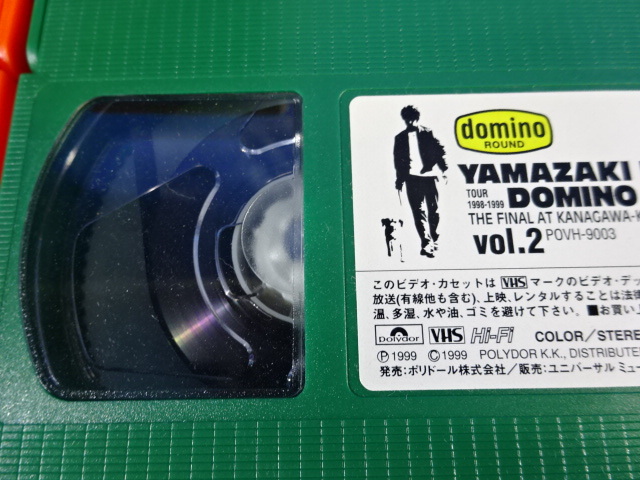 domino
ROUND
YAMAZAKI
TOUR
1998-1999 DOMINO
THE FINAL AT KANAGAWA-K
vol.2 POVH-9003
このビデオ・カセットは VHS マークのビデオ・デッ
放送(有線他も含む)、上映、レンタルすることは法
温、多湿、水や油、ゴミを避けて下さい。■お買い
Polydor VHS Hi-Fi COLOR/STERE
Ⓟ1999 ©1999 POLYDOR K.K., DISTRIBUTE
発売:ポリドール株式会社/販売:ユニバーサル ミュー